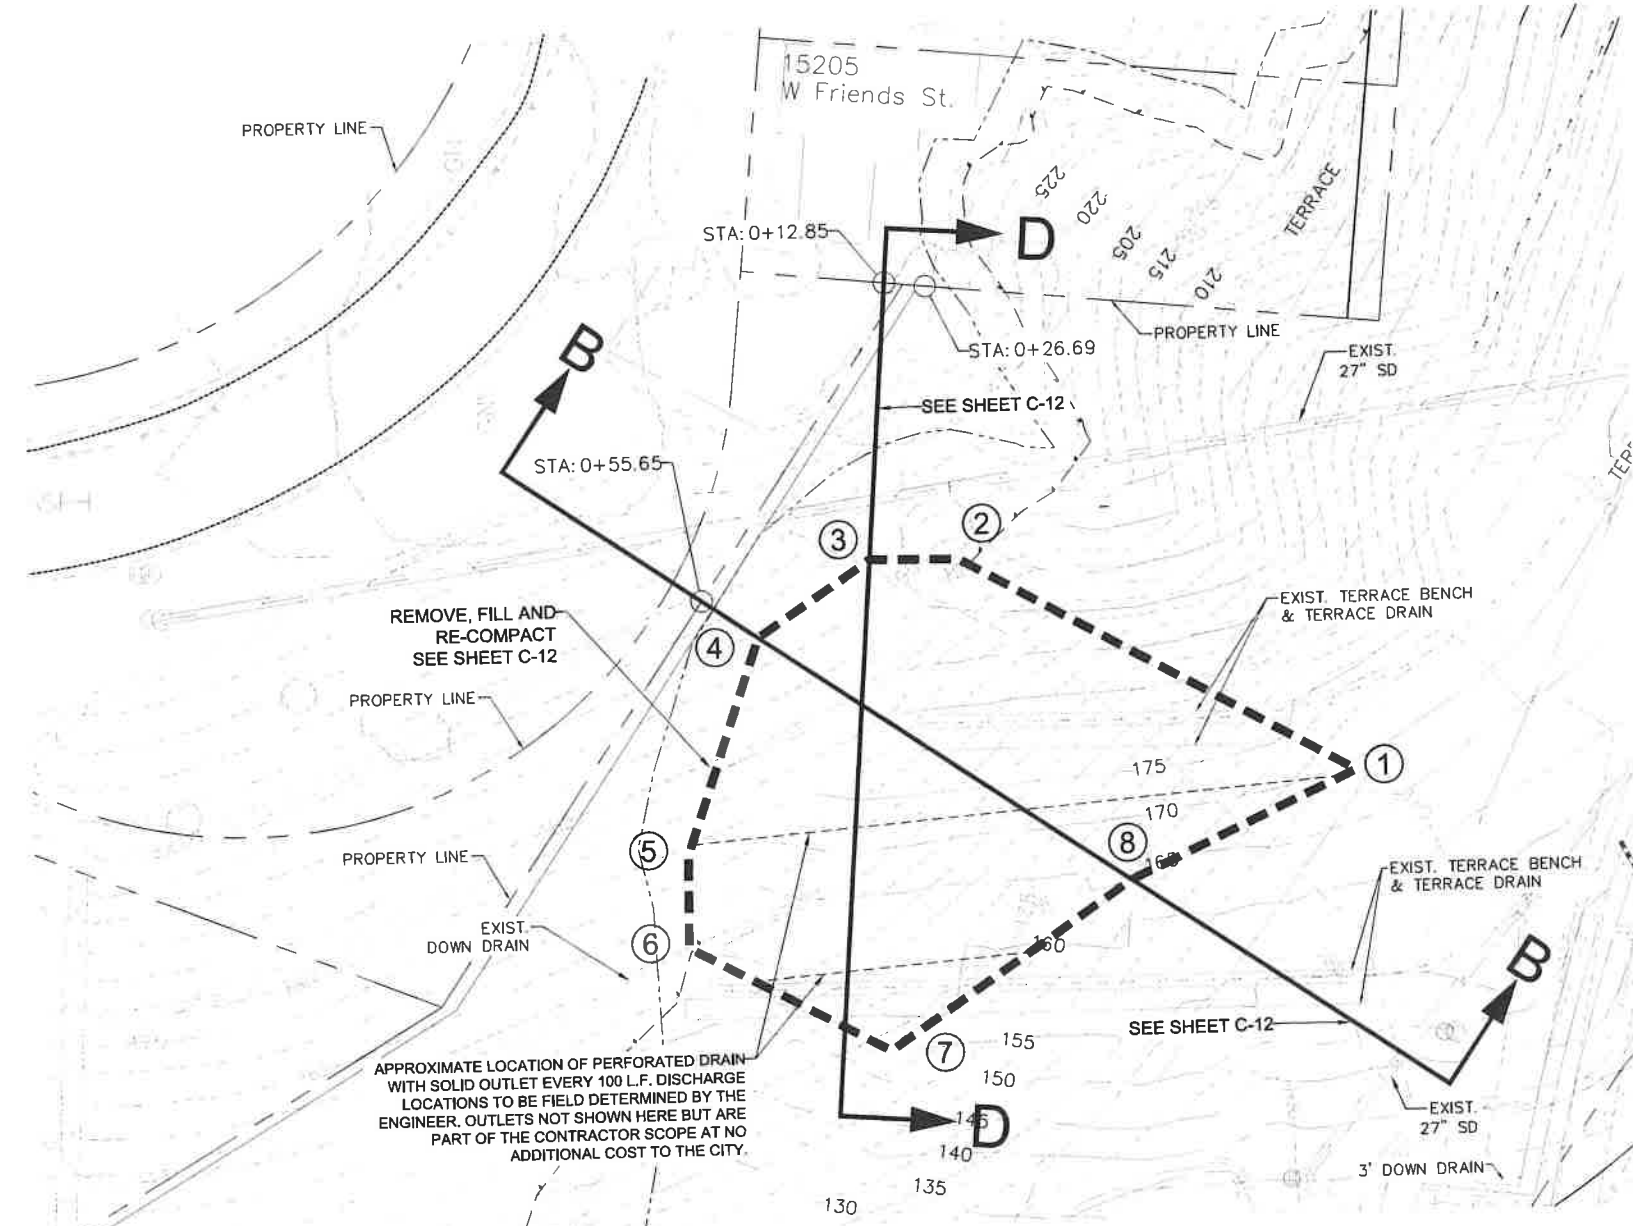 15205
W Friends St.
PROPERTY LINE
225
220
205
215
210
TERRACE
STA: 0+12.85
D
PROPERTY LINE
STA: 0+26.69
EXIST.
27" SD
B
SEE SHEET C-12
STA: 0+55.65
3
2
EXIST. TERRACE BENCH
& TERRACE DRAIN
REMOVE, FILL AND
RE-COMPACT
SEE SHEET C-12
4
PROPERTY LINE
175
1
170
8
165
5
PROPERTY LINE
EXIST. TERRACE BENCH
& TERRACE DRAIN
EXIST.
DOWN DRAIN
6
160
B
SEE SHEET C-12
155
7
APPROXIMATE LOCATION OF PERFORATED DRAIN
WITH SOLID OUTLET EVERY 100 L.F. DISCHARGE
LOCATIONS TO BE FIELD DETERMINED BY THE
ENGINEER. OUTLETS NOT SHOWN HERE BUT ARE
PART OF THE CONTRACTOR SCOPE AT NO
ADDITIONAL COST TO THE CITY.
150
145
D
140
EXIST.
27" SD
135
3' DOWN DRAIN
130